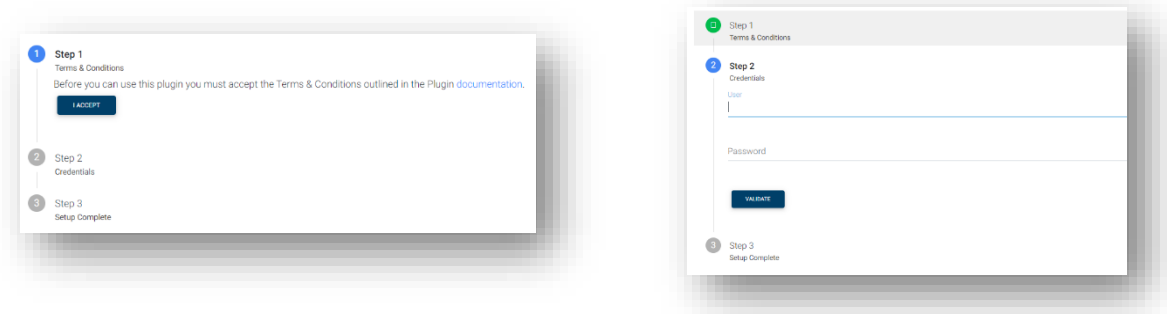 1
Step 1
Terms & Conditions
Before you can use this plugin you must accept the Terms & Conditions outlined in the Plugin documentation.
I ACCEPT
2
Step 2
Credentials
3
Step 3
Setup Complete
Step 1
Terms & Conditions
2
Step 2
Credentials
User
Password
VALIDATE
3
Step 3
Setup Complete